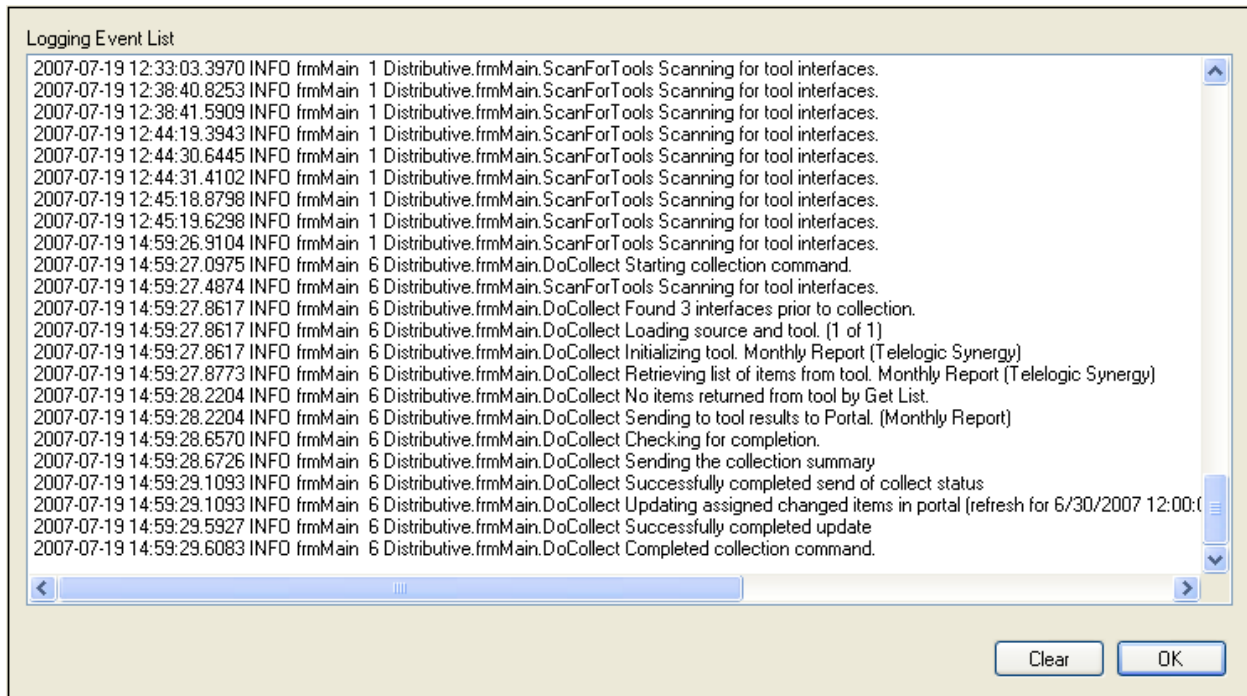 Logging Event List
2007-07-19 12:33:03.3970 INFO frmMain  1 Distributive.frmMain.ScanForTools Scanning for tool interfaces.
2007-07-19 12:38:40.8253 INFO frmMain  1 Distributive.frmMain.ScanForTools Scanning for tool interfaces.
2007-07-19 12:38:41.5909 INFO frmMain  1 Distributive.frmMain.ScanForTools Scanning for tool interfaces.
2007-07-19 12:44:19.3943 INFO frmMain  1 Distributive.frmMain.ScanForTools Scanning for tool interfaces.
2007-07-19 12:44:30.6445 INFO frmMain  1 Distributive.frmMain.ScanForTools Scanning for tool interfaces.
2007-07-19 12:44:31.4102 INFO frmMain  1 Distributive.frmMain.ScanForTools Scanning for tool interfaces.
2007-07-19 12:45:18.8798 INFO frmMain  1 Distributive.frmMain.ScanForTools Scanning for tool interfaces.
2007-07-19 12:45:19.6298 INFO frmMain  1 Distributive.frmMain.ScanForTools Scanning for tool interfaces.
2007-07-19 14:59:26.9104 INFO frmMain  1 Distributive.frmMain.ScanForTools Scanning for tool interfaces.
2007-07-19 14:59:27.0975 INFO frmMain  6 Distributive.frmMain.DoCollect Starting collection command.
2007-07-19 14:59:27.4874 INFO frmMain  6 Distributive.frmMain.ScanForTools Scanning for tool interfaces.
2007-07-19 14:59:27.8617 INFO frmMain  6 Distributive.frmMain.DoCollect Found 3 interfaces prior to collection.
2007-07-19 14:59:27.8617 INFO frmMain  6 Distributive.frmMain.DoCollect Loading source and tool. (1 of 1)
2007-07-19 14:59:27.8617 INFO frmMain  6 Distributive.frmMain.DoCollect Initializing tool. Monthly Report (Telelogic Synergy)
2007-07-19 14:59:27.8773 INFO frmMain  6 Distributive.frmMain.DoCollect Retrieving list of items from tool. Monthly Report (Telelogic Synergy)
2007-07-19 14:59:28.2204 INFO frmMain  6 Distributive.frmMain.DoCollect No items returned from tool by Get List.
2007-07-19 14:59:28.2204 INFO frmMain  6 Distributive.frmMain.DoCollect Sending to tool results to Portal. (Monthly Report)
2007-07-19 14:59:28.6570 INFO frmMain  6 Distributive.frmMain.DoCollect Checking for completion.
2007-07-19 14:59:28.6726 INFO frmMain  6 Distributive.frmMain.DoCollect Sending the collection summary
2007-07-19 14:59:29.1093 INFO frmMain  6 Distributive.frmMain.DoCollect Successfully completed send of collect status
2007-07-19 14:59:29.1093 INFO frmMain  6 Distributive.frmMain.DoCollect Updating assigned changed items in portal (refresh for 6/30/2007 12:00:
2007-07-19 14:59:29.5927 INFO frmMain  6 Distributive.frmMain.DoCollect Successfully completed update
2007-07-19 14:59:29.6083 INFO frmMain  6 Distributive.frmMain.DoCollect Completed collection command.
Clear
OK